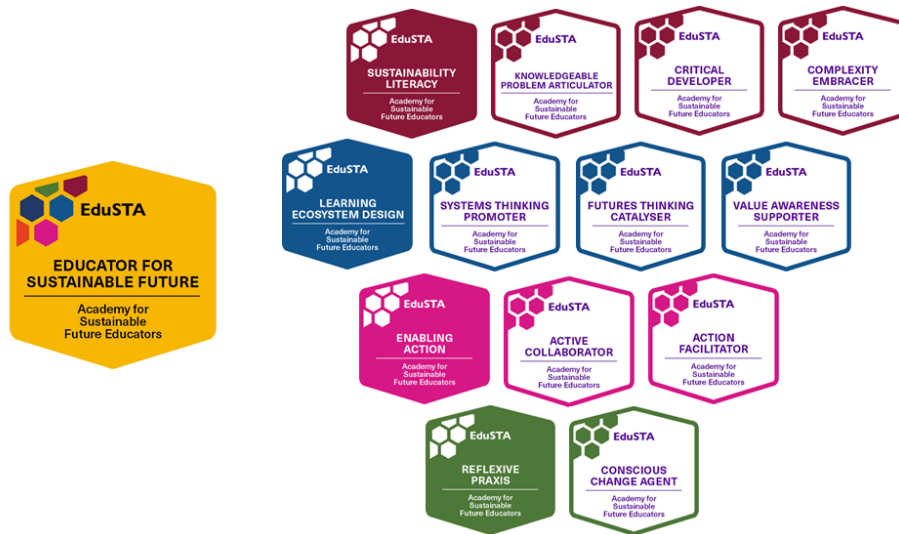 EduSTA
EDUCATOR FOR
SUSTAINABLE FUTURE
Academy for
Sustainable
Future Educators
EduSTA
SUSTAINABILITY
LITERACY
Academy for
Sustainable
Future Educators
EduSTA
KNOWLEDGEABLE
PROBLEM ARTICULATOR
Academy for
Sustainable
Future Educators
EduSTA
CRITICAL
DEVELOPER
Academy for
Sustainable
Future Educators
EduSTA
COMPLEXITY
EMBRACER
Academy for
Sustainable
Future Educators
EduSTA
LEARNING
ECOSYSTEM DESIGN
Academy for
Sustainable
Future Educators
EduSTA
SYSTEMS THINKING
PROMOTER
Academy for
Sustainable
Future Educators
EduSTA
FUTURES THINKING
CATALYSER
Academy for
Sustainable
Future Educators
EduSTA
VALUE AWARENESS
SUPPORTER
Academy for
Sustainable
Future Educators
EduSTA
ENABLING
ACTION
Academy for
Sustainable
Future Educators
EduSTA
ACTIVE
COLLABORATOR
Academy for
Sustainable
Future Educators
EduSTA
ACTION
FACILITATOR
Academy for
Sustainable
Future Educators
EduSTA
REFLEXIVE
PRAXIS
Academy for
Sustainable
Future Educators
EduSTA
CONSCIOUS
CHANGE AGENT
Academy for
Sustainable
Future Educators